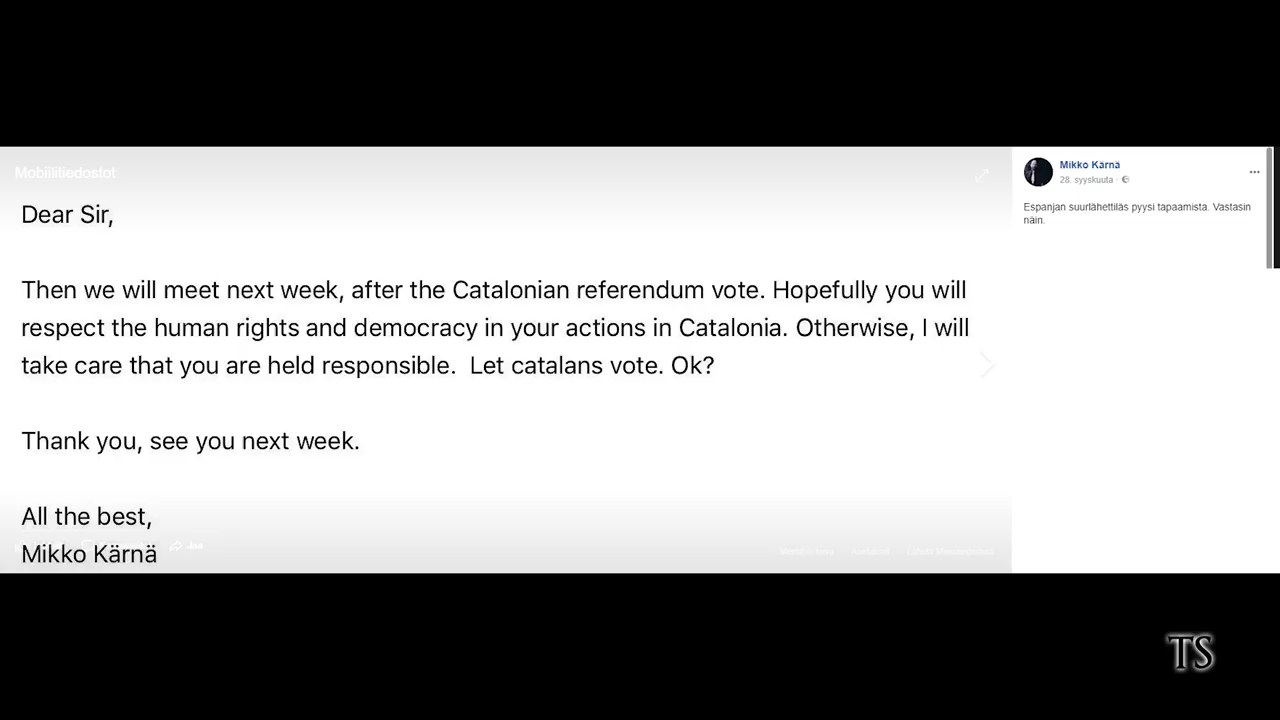 Mobiilitiedostot
Dear Sir,
Then we will meet next week, after the Catalonian referendum vote. Hopefully you will
respect the human rights and democracy in your actions in Catalonia. Otherwise, I will
take care that you are held responsible.  Let catalans vote. Ok?
Thank you, see you next week.
All the best,
Mikko Kärnä
Jaa
Mikko Kärnä
28. syyskuuta ·
Espanjan suurlähettiläs pyysi tapaamista. Vastasin
näin.
TS